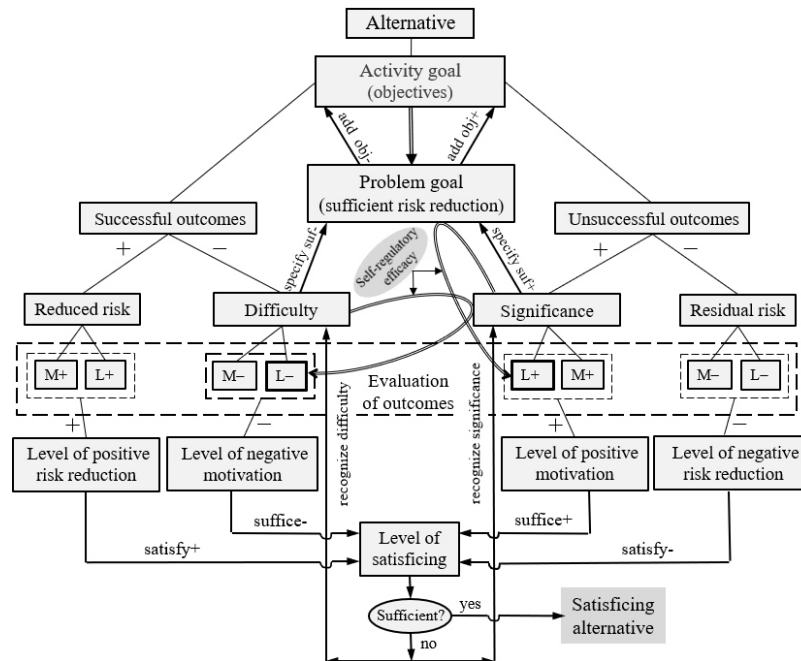 Alternative
Activity goal
(objectives)
add obj-
add obj+
Problem goal
(sufficient risk reduction)
Successful outcomes
Unsuccessful outcomes
+
−
+
−
specify suf-
Self-regulatory
efficacy
specify suf+
Reduced risk
Difficulty
Significance
Residual risk
M+
L+
M−
L−
L+
M+
M−
L−
Evaluation
of outcomes
+
−
+
−
recognize difficulty
recognize significance
Level of positive
risk reduction
Level of negative
motivation
Level of positive
motivation
Level of negative
risk reduction
suffice-
suffice+
satisfy+
satisfy-
Level of
satisficing
Sufficient?
yes
no
Satisficing
alternative